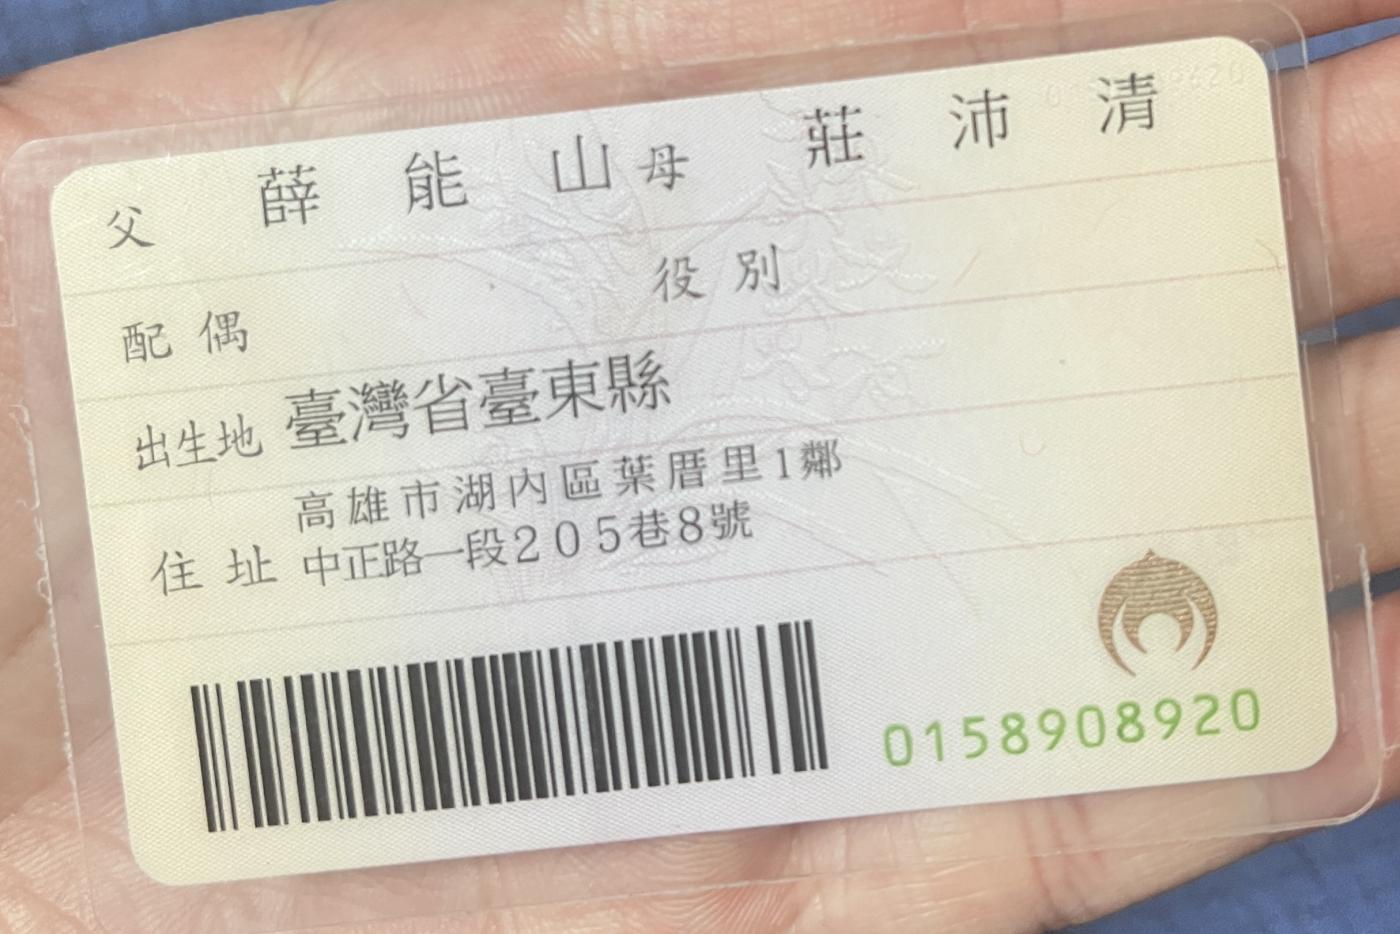 父 薛能山 母 莊沛清
配偶 役別
出生地 臺灣省臺東縣
住址 高雄市湖內區葉厝里1鄰
中正路一段205巷8號
0158908920